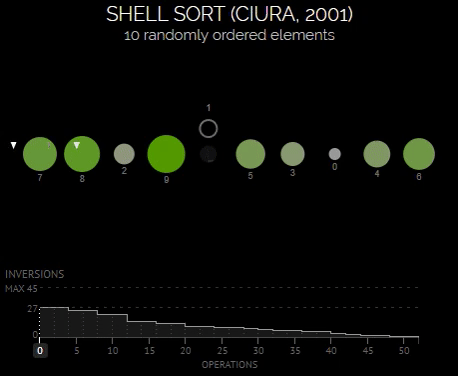 SHELL SORT (CIURA, 2001)
10 randomly ordered elements
1
7 8 2 9 5 3 0 4 6
INVERSIONS
MAX 45
27
0
0 5 10 15 20 25 30 35 40 45 50
OPERATIONS